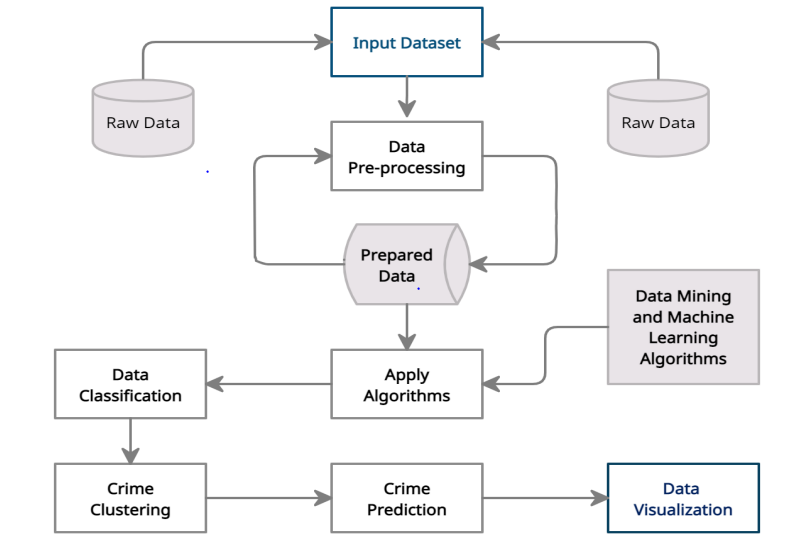 Input Dataset
Raw Data
Raw Data
Data
Pre-processing
Prepared
Data
Data Mining
and Machine
Learning
Algorithms
Data
Classification
Apply
Algorithms
Crime
Clustering
Crime
Prediction
Data
Visualization